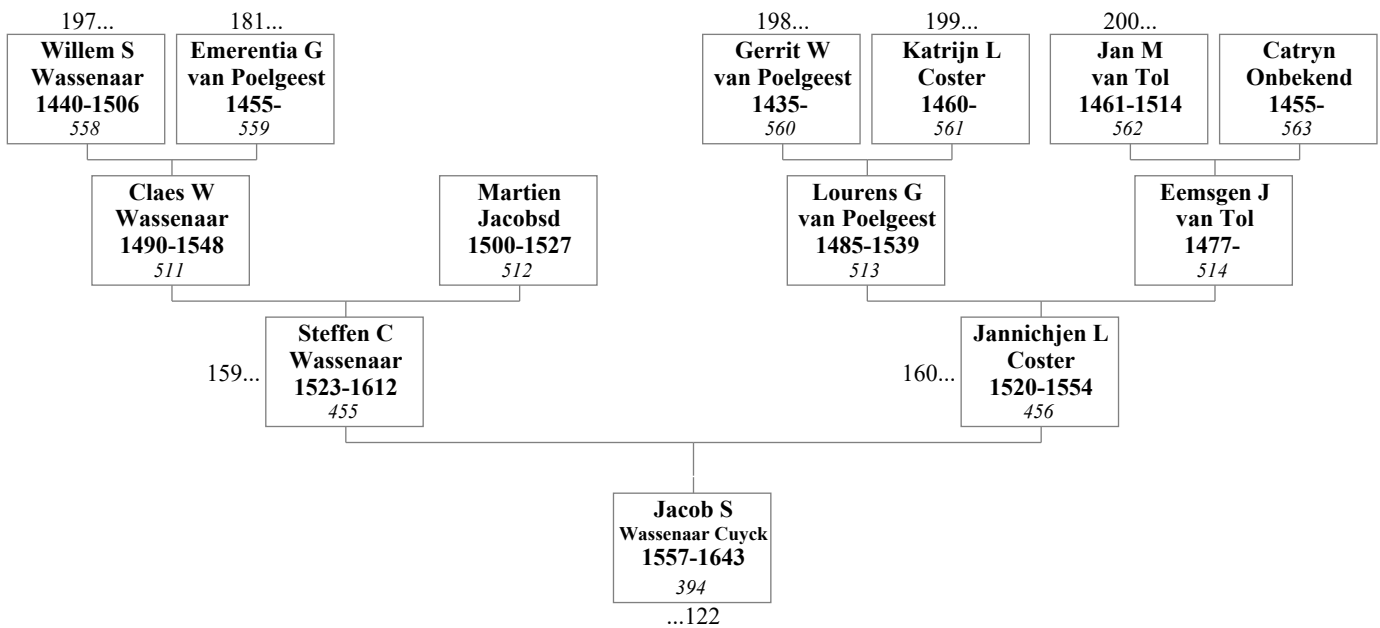 197...
181...
198...
199...
200...
Willem S
Wassenaar
1440-1506
558
Emerentia G
van Poelgeest
1455-
559
Gerrit W
van Poelgeest
1435-
560
Katrijn L
Coster
1460-
561
Jan M
van Tol
1461-1514
562
Catryn
Onbekend
1455-
563
Claes W
Wassenaar
1490-1548
511
Martien
Jacobsd
1500-1527
512
Lourens G
van Poelgeest
1485-1539
513
Eemsgen J
van Tol
1477-
514
159...
Steffen C
Wassenaar
1523-1612
455
160...
Jannichjen L
Coster
1520-1554
456
Jacob S
Wassenaar Cuyck
1557-1643
394
...122